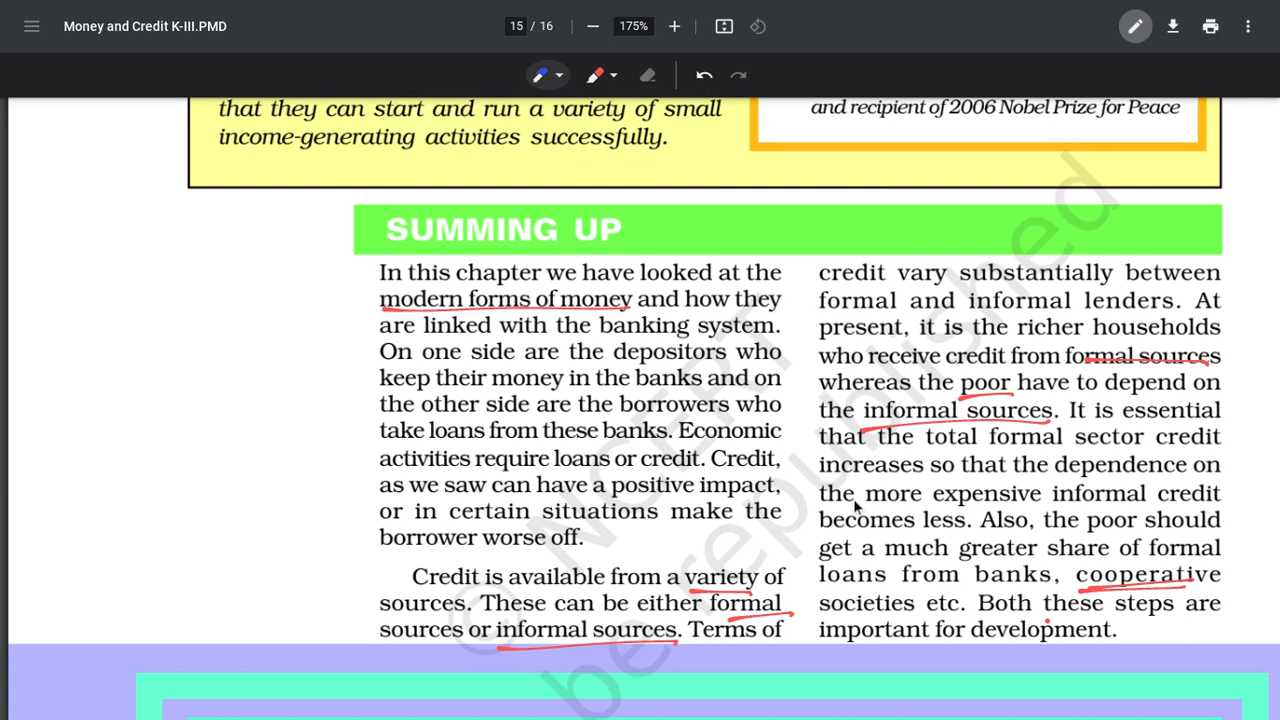 Money and Credit K-III.PMD
15 / 16
175%
that they can start and run a variety of small
income-generating activities successfully.
and recipient of 2006 Nobel Prize for Peace
SUMMING UP
In this chapter we have looked at the
modern forms of money and how they
are linked with the banking system.
On one side are the depositors who
keep their money in the banks and on
the other side are the borrowers who
take loans from these banks. Economic
activities require loans or credit. Credit,
as we saw can have a positive impact,
or in certain situations make the
borrower worse off.
Credit is available from a variety of
sources. These can be either formal
sources or informal sources. Terms of
credit vary substantially between
formal and informal lenders. At
present, it is the richer households
who receive credit from formal sources
whereas the poor have to depend on
the informal sources. It is essential
that the total formal sector credit
increases so that the dependence on
the more expensive informal credit
becomes less. Also, the poor should
get a much greater share of formal
loans from banks, cooperative
societies etc. Both these steps are
important for development.
© NCERT
be republished